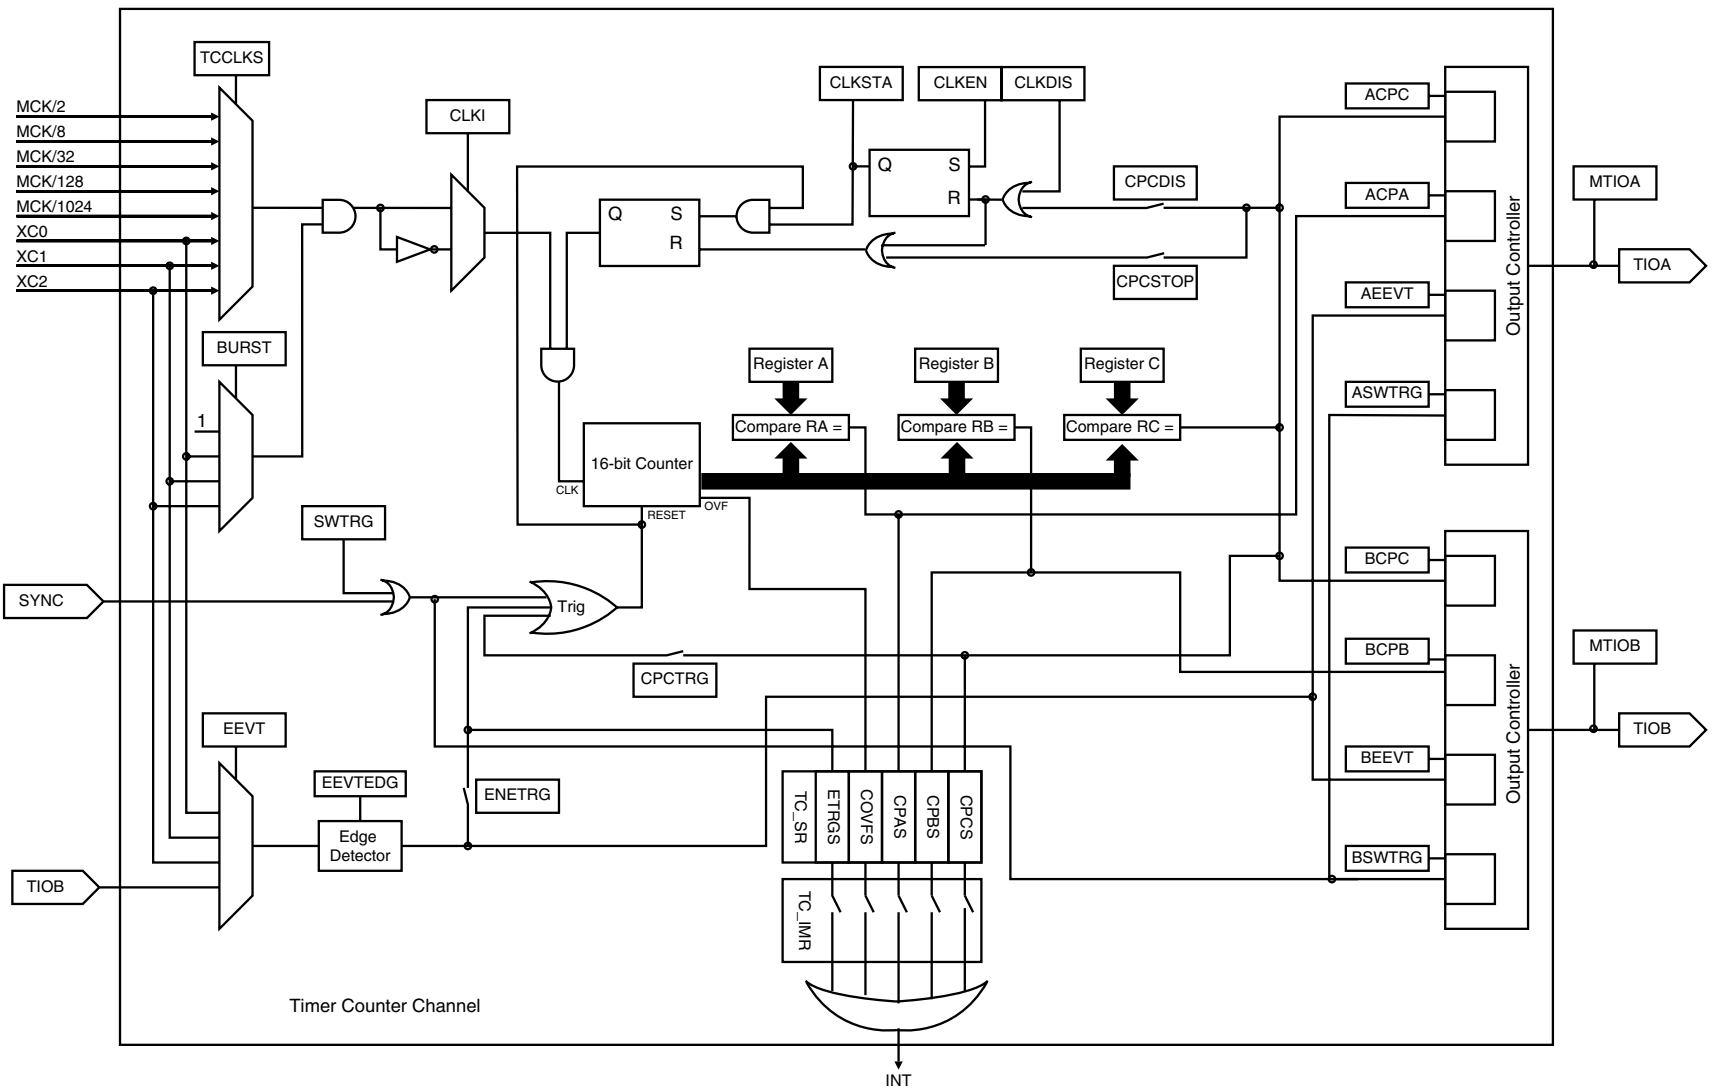 TCCLKS
MCK/2
MCK/8
MCK/32
MCK/128
MCK/1024
XC0
XC1
XC2
CLKI
CLKSTA
CLKEN
CLKDIS
Q
S
R
Q
S
R
CPCDIS
CPCSTOP
ACPC
ACPA
AEEVT
ASWTRG
Output Controller
MTIOA
TIOA
BURST
1
Register A
Register B
Register C
Compare RA =
Compare RB =
Compare RC =
16-bit Counter
CLK
RESET
OVF
SWTRG
SYNC
Trig
CPCTRG
BCPC
BCPB
BEEVT
BSWTRG
Output Controller
MTIOB
TIOB
EEVT
EEVTEDG
Edge
Detector
ENETRG
TIOB
TC_SR
ETRGS
COVFS
CPAS
CPBS
CPCS
TC_IMR
Timer Counter Channel
INT